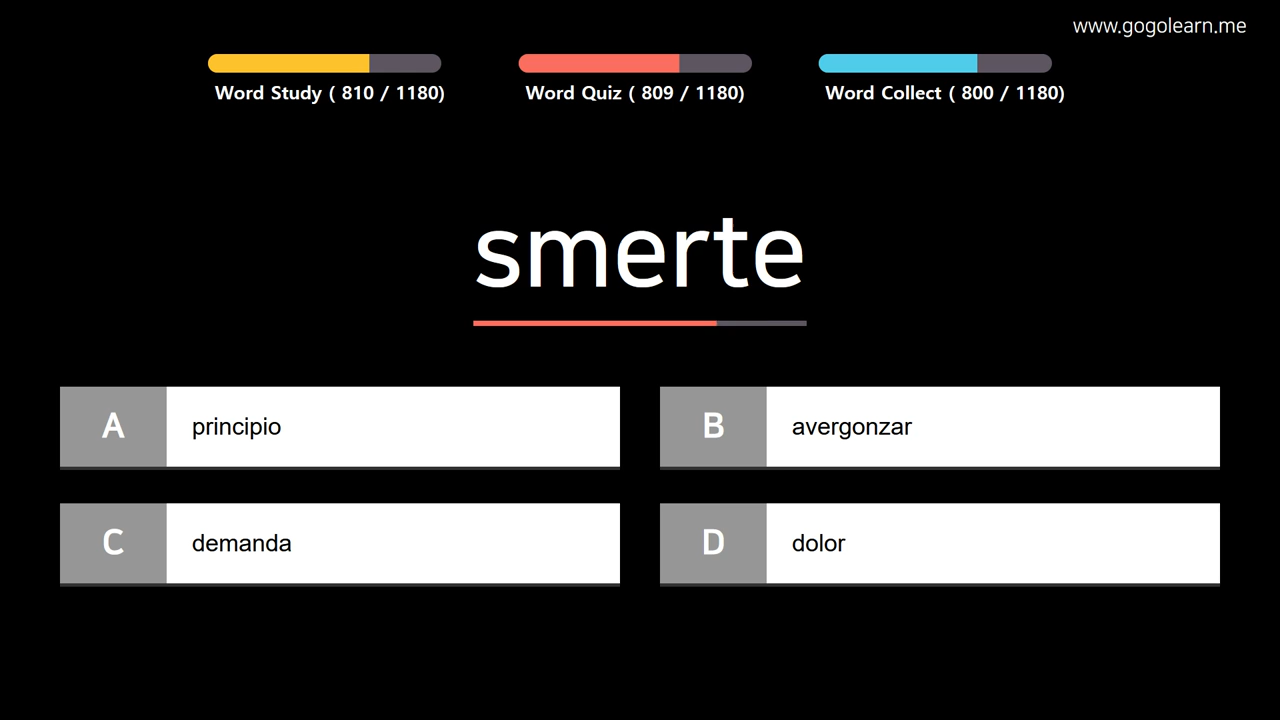 www.gogolearn.me
Word Study ( 810 / 1180)
Word Quiz ( 809 / 1180)
Word Collect ( 800 / 1180)
smerte
A principio
B avergonzar
C demanda
D dolor